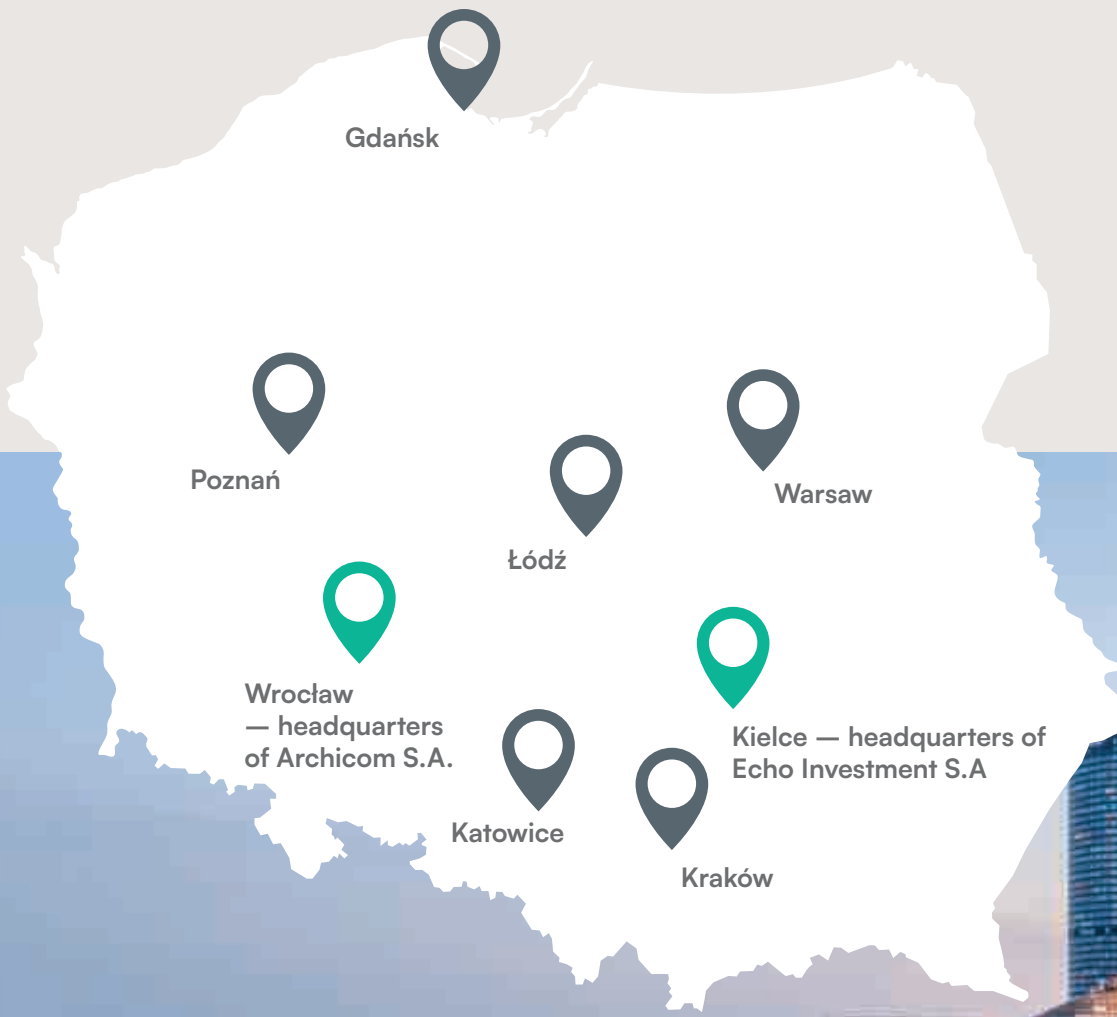 Gdańsk
Poznań
Warsaw
Łódź
Wrocław
— headquarters
of Archicom S.A.
Kielce — headquarters of
Echo Investment S.A
Katowice
Kraków